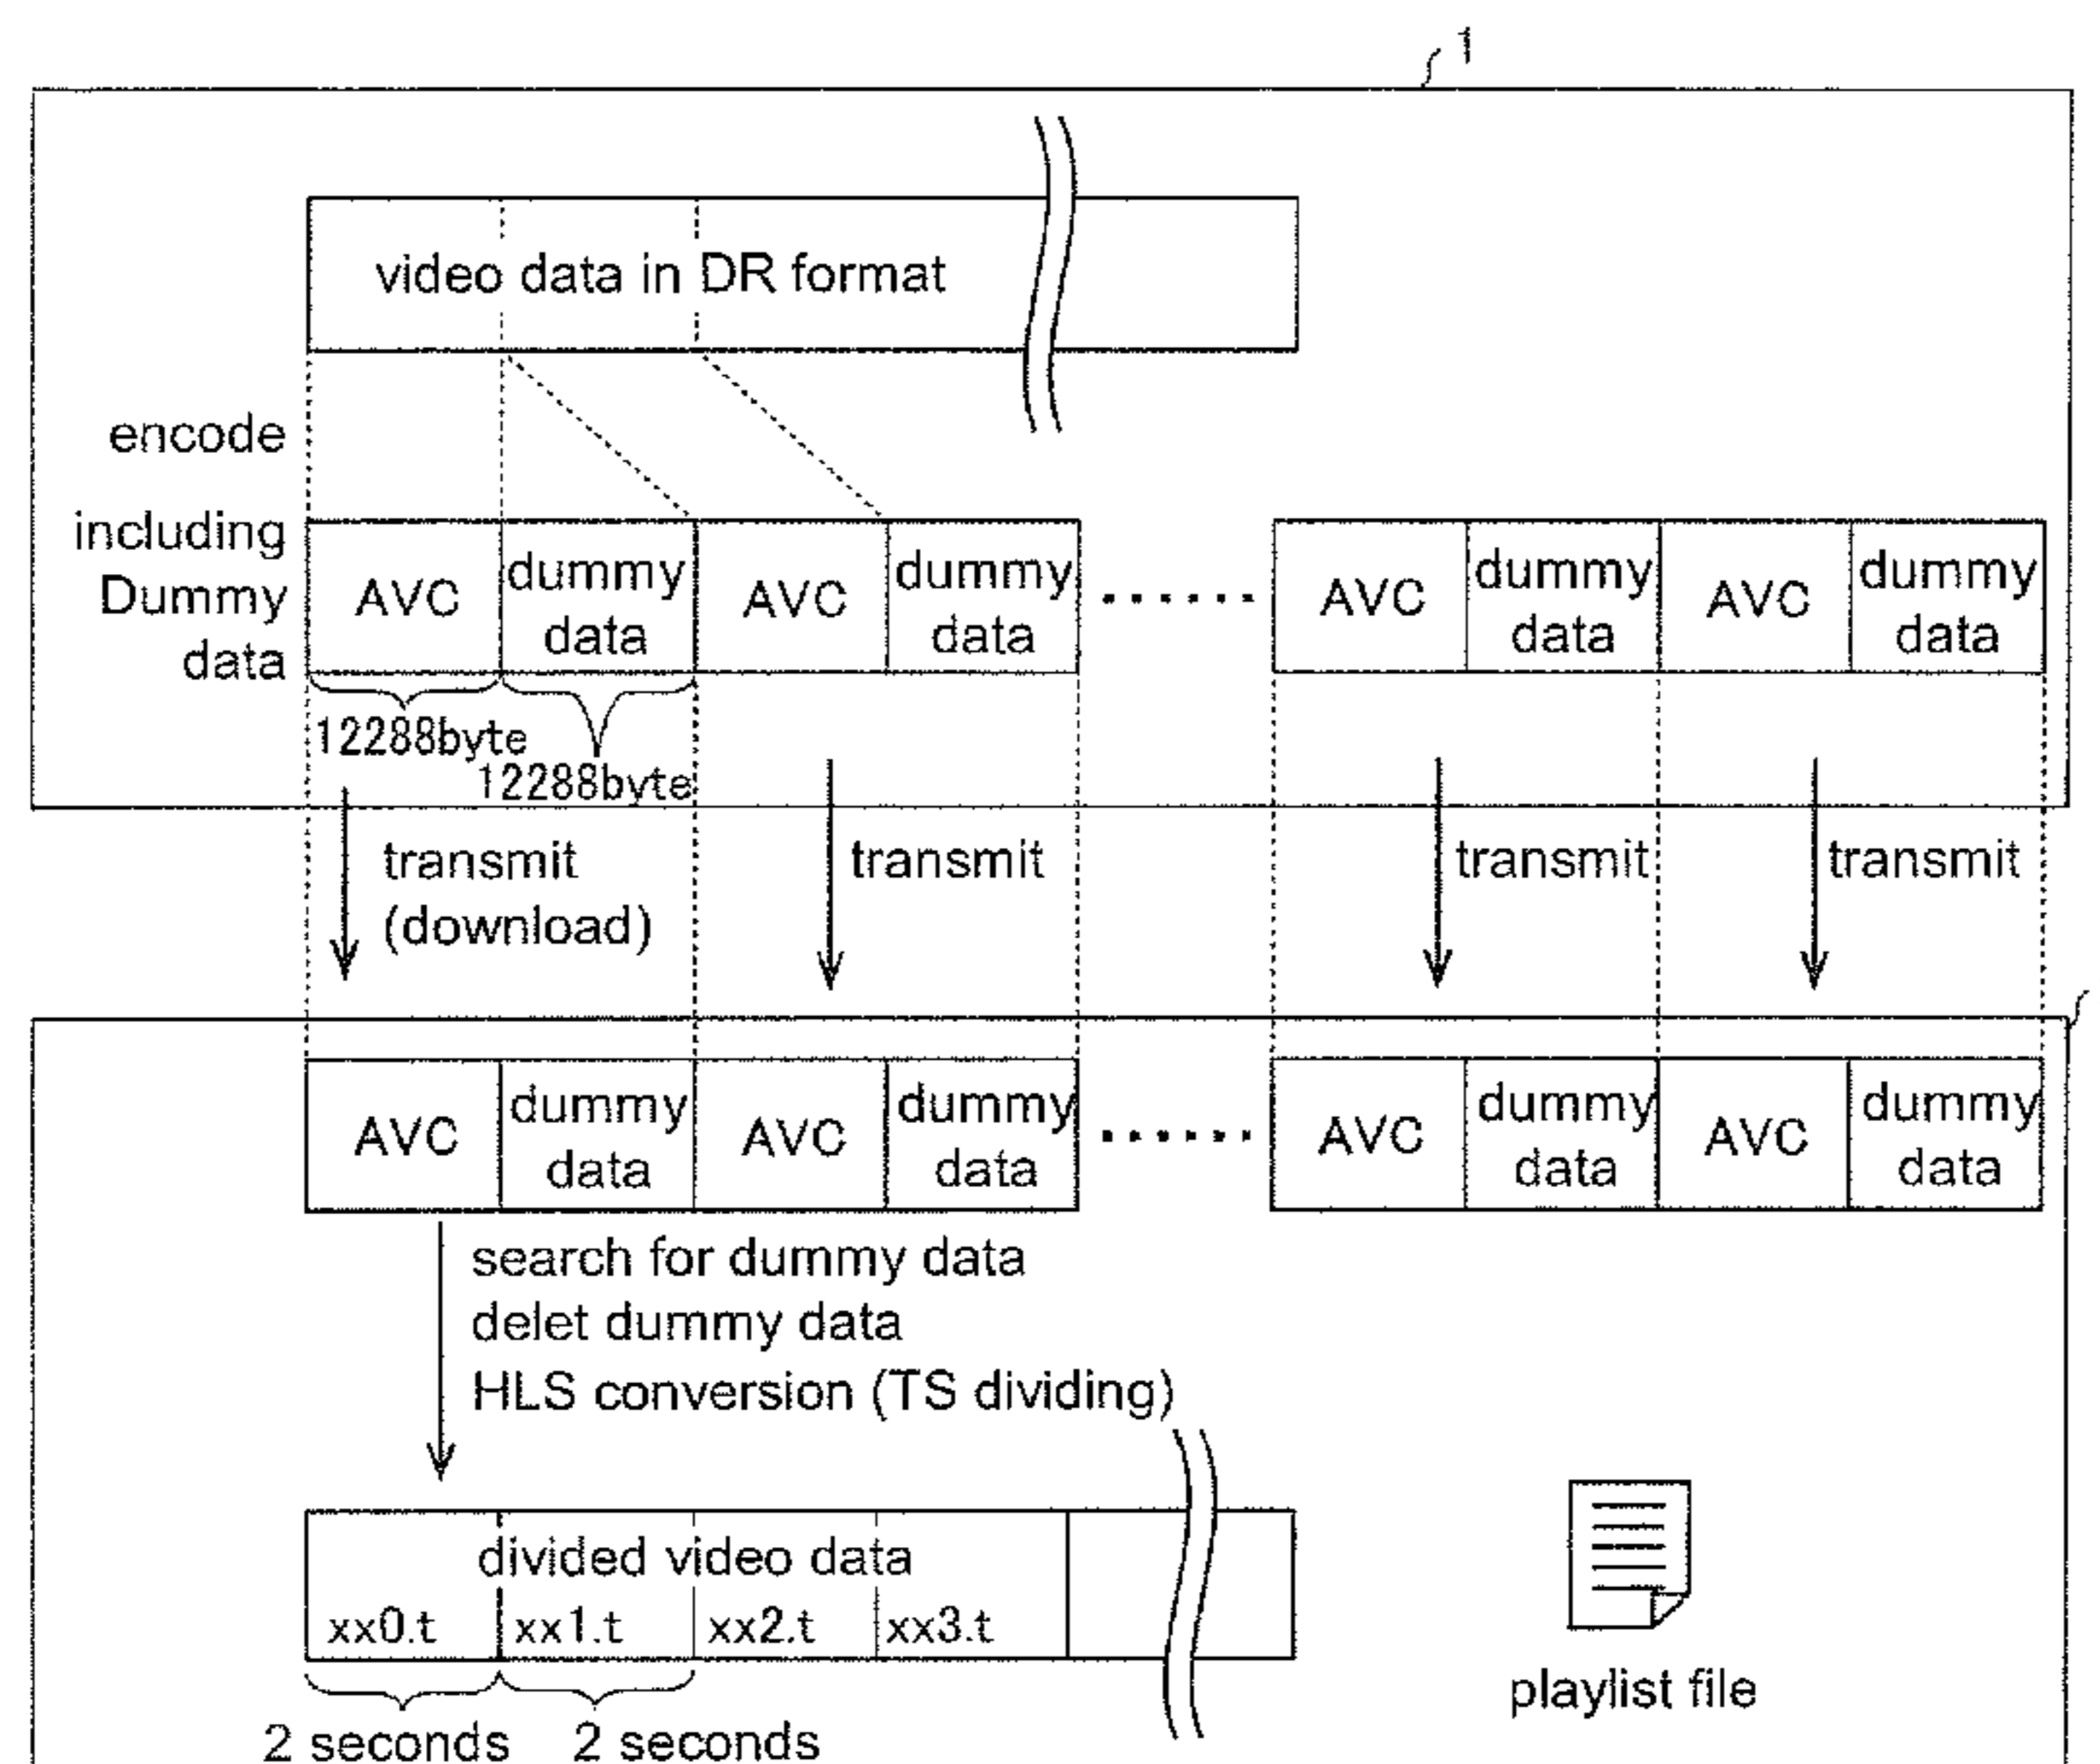 1
video data in DR format
encode
including
Dummy
data
AVC
dummy
data
AVC
dummy
data
AVC
dummy
data
AVC
dummy
data
12288byte
12288byte
transmit
(download)
transmit
transmit
transmit
AVC
dummy
data
AVC
dummy
data
AVC
dummy
data
AVC
dummy
data
search for dummy data
delet dummy data
HLS conversion (TS dividing)
divided video data
xx0.t
xx1.t
xx2.t
xx3.t
2 seconds
2 seconds
playlist file